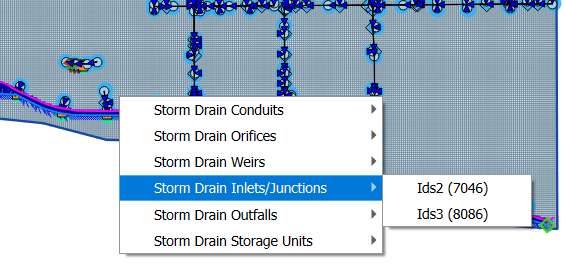 Storm Drain Conduits
Storm Drain Orifices
Storm Drain Weirs
Storm Drain Inlets/Junctions
Ids2 (7046)
Ids3 (8086)
Storm Drain Outfalls
Storm Drain Storage Units